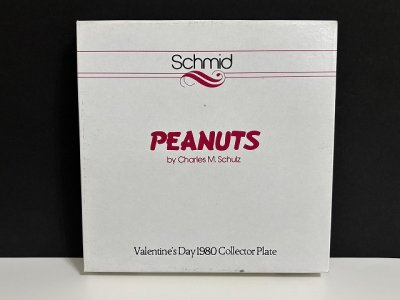 Schmid
PEANUTS
by Charles M. Schulz
Valentine's Day 1980 Collector Plate